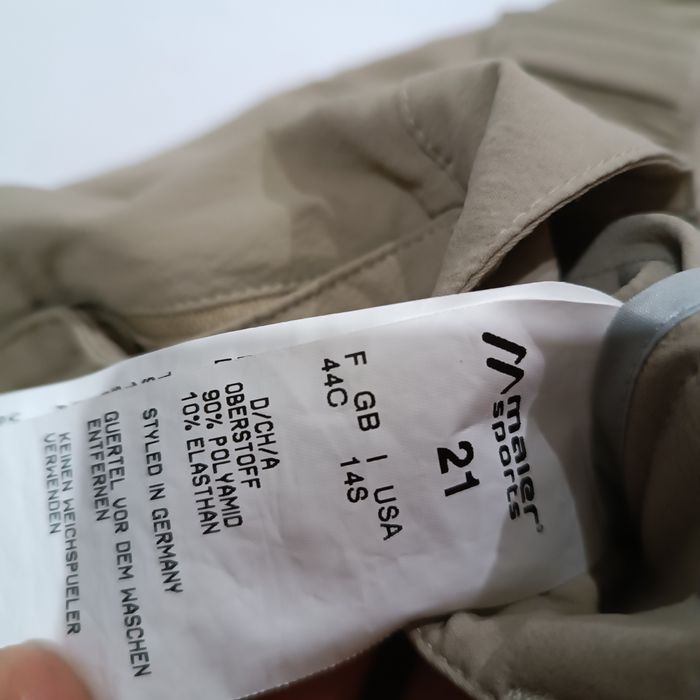 maier
sports
21
F GB I USA
44C 14S
D/CH/A
OBERSTOFF
90% POLYAMID
10% ELASTHAN
STYLED IN GERMANY
GUERTEL VOR DEM WASCHEN
ENTFERNEN
KEINEN WEICHSPUELER
VERWENDEN